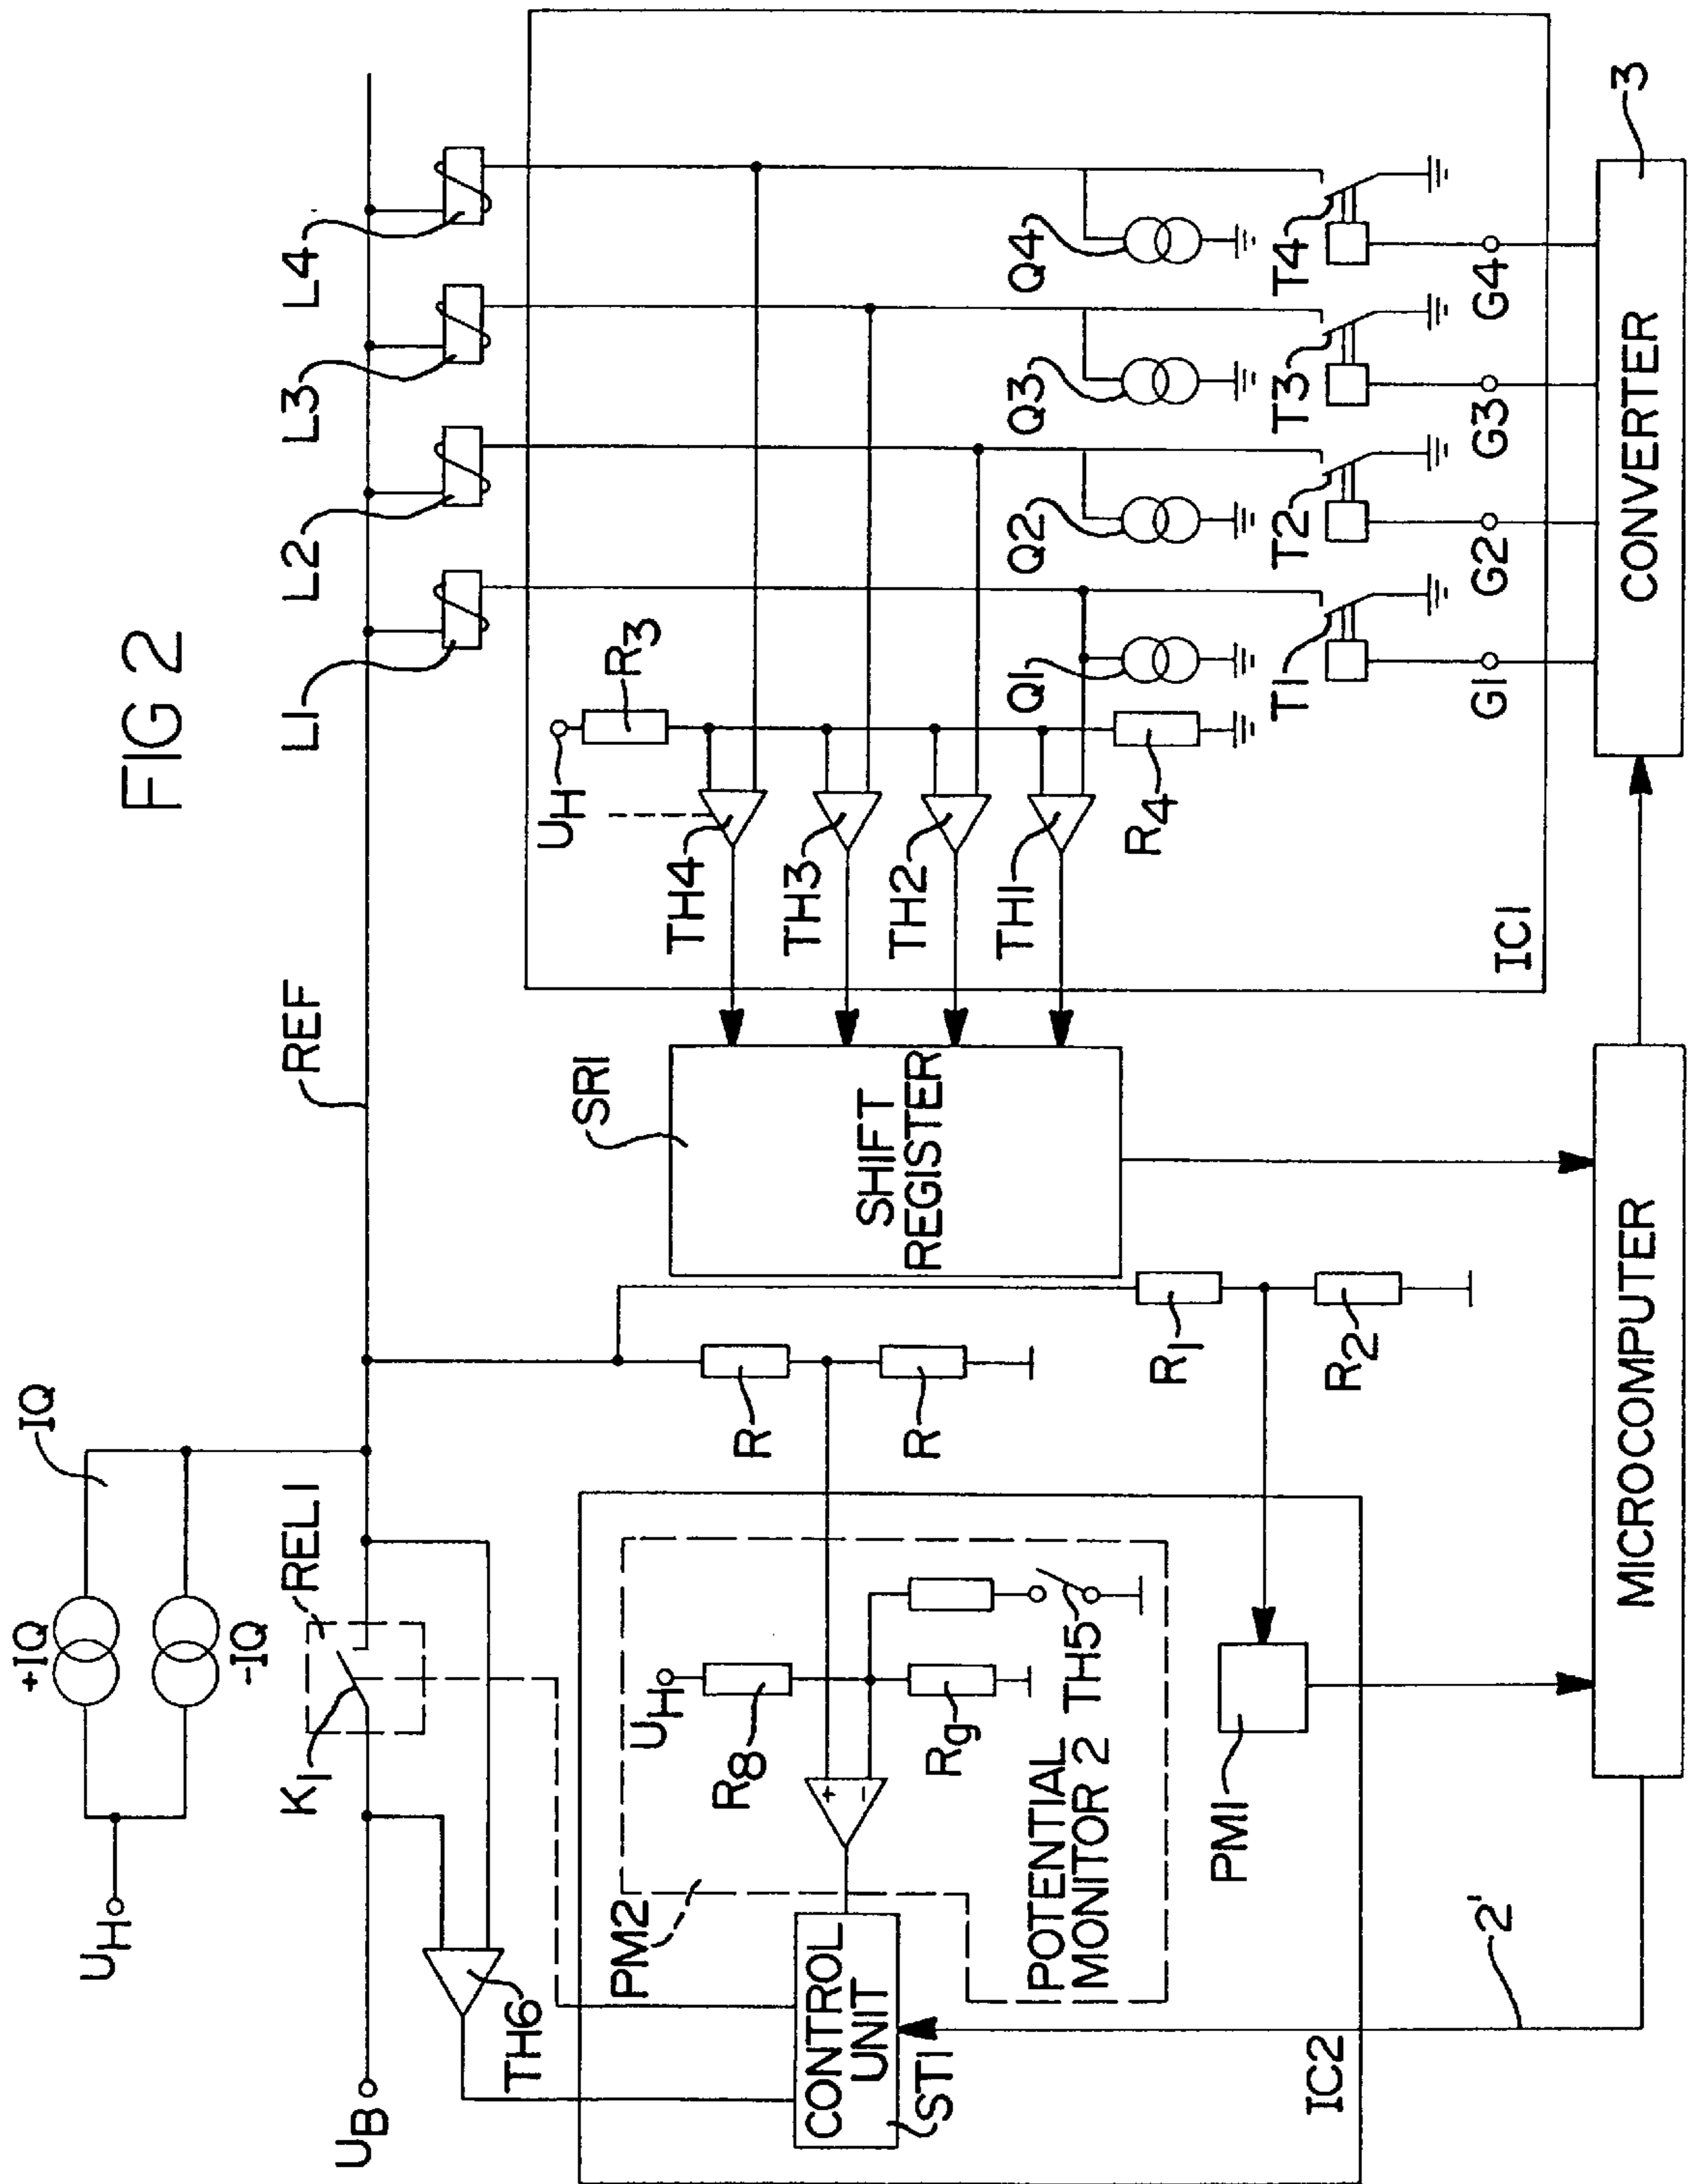 FIG 2
+IQ
-IQ
IQ
UH
K1
REL1
REF
L1
L2
L3
L4
UB
TH6
UH
R3
SR1
SHIFT
REGISTER
TH4
TH3
TH2
TH1
R4
Q1
Q2
Q3
Q4
T1
T2
T3
T4
G1
G2
G3
G4
IC1
R
R
R1
R2
PM2
UH
R8
R9
TH5
POTENTIAL
MONITOR 2
CONTROL
UNIT
ST1
PM1
IC2
2'
MICROCOMPUTER
CONVERTER
3
+
−